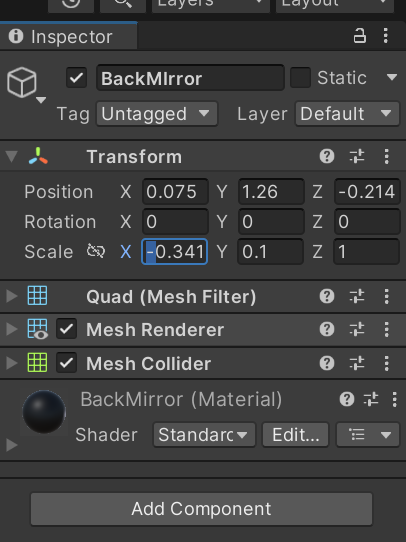 Layers
Layout
Inspector
BackMIrror Static
Tag Untagged Layer Default
Transform
Position X 0.075 Y 1.26 Z -0.214
Rotation X 0 Y 0 Z 0
Scale X -0.341 Y 0.1 Z 1
Quad (Mesh Filter)
Mesh Renderer
Mesh Collider
BackMirror (Material)
Shader Standarc Edit...
Add Component